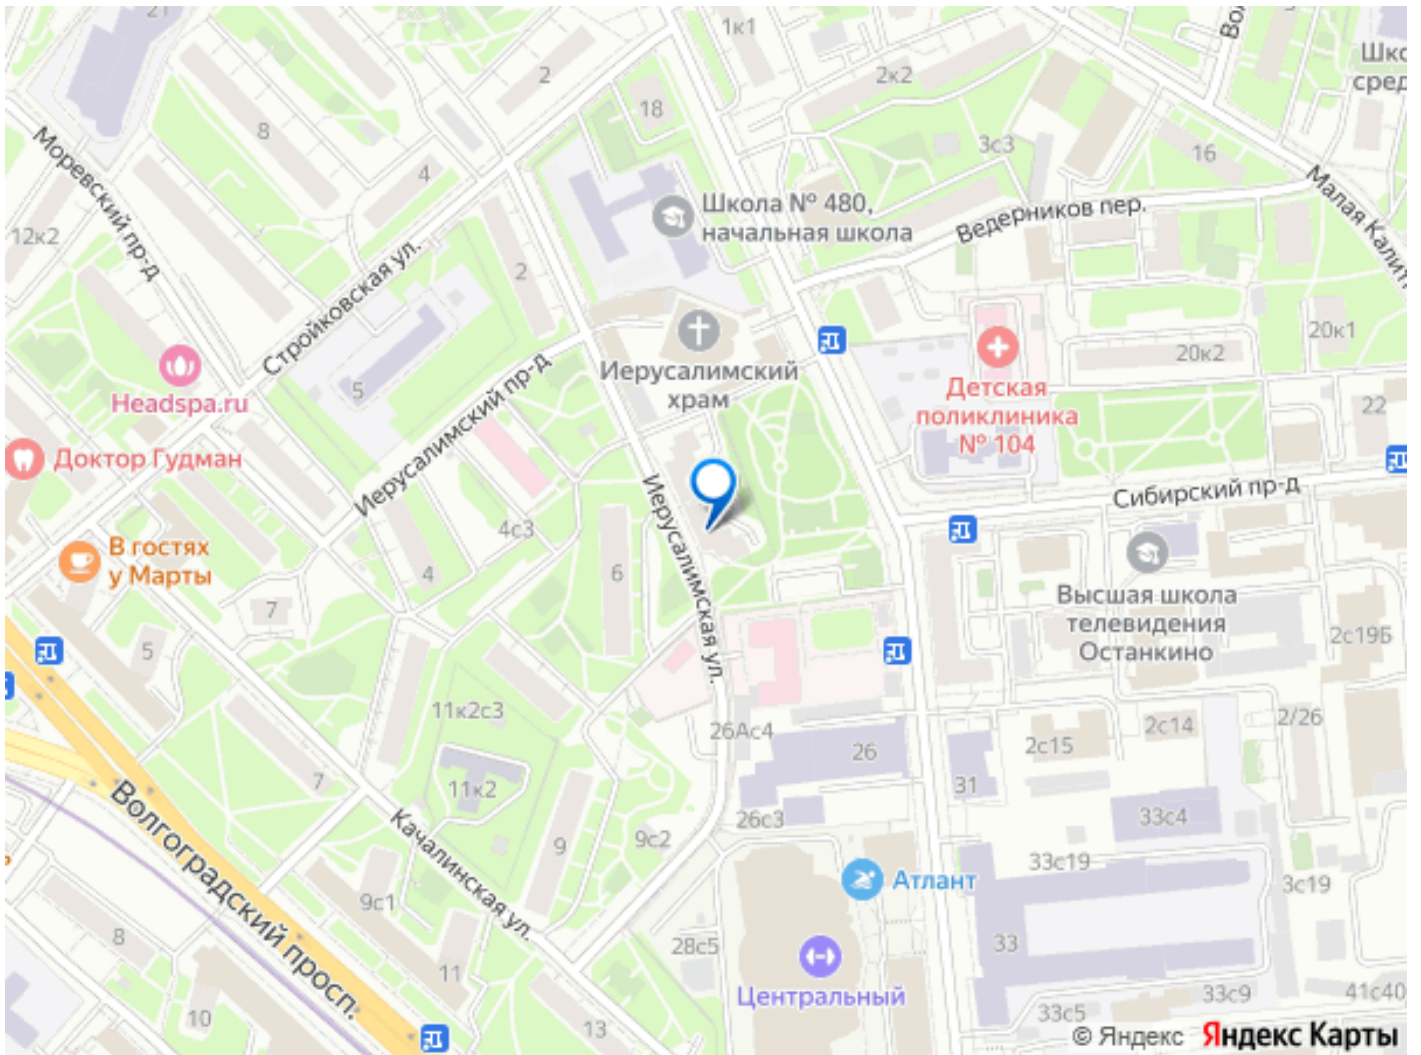 21
1к1
Шко
сред
2
2к2
18
8
3с3
16
Моревский пр-д
4
Малая Калитн
Школа № 480,
начальная школа
Ведерников пер.
12к2
2
Стройковская ул.
20к1
20к2
Иерусалимский
храм
Headspa.ru
5
Иерусалимский пр-д
Детская
поликлиника
№ 104
22
Доктор Гудман
Сибирский пр-д
Иерусалимская ул.
4с3
В гостях
у Марты
4
6
Высшая школа
телевидения
Останкино
7
5
2с19Б
11к2с3
26Ас4
26
2с15
2с14
2/26
7
11к2
31
Волгоградский просп.
Качалинская ул.
26с3
33с4
9
9с2
33с19
Атлант
3с19
9с1
8
28с5
33
11
Центральный
33с9
41с40
10
13
33с5
© Яндекс Яндекс Карты